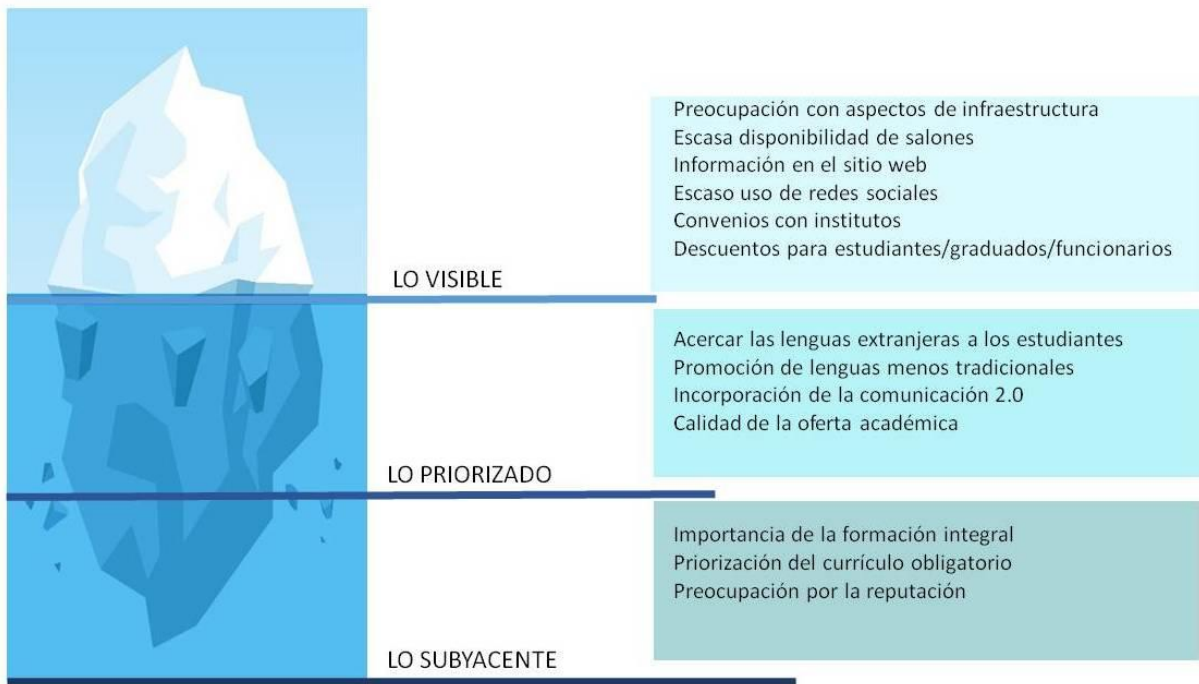 Preocupación con aspectos de infraestructura
Escasa disponibilidad de salones
Información en el sitio web
Escaso uso de redes sociales
Convenios con institutos
Descuentos para estudiantes/graduados/funcionarios
LO VISIBLE
Acercar las lenguas extranjeras a los estudiantes
Promoción de lenguas menos tradicionales
Incorporación de la comunicación 2.0
Calidad de la oferta académica
LO PRIORIZADO
Importancia de la formación integral
Priorización del currículo obligatorio
Preocupación por la reputación
LO SUBYACENTE